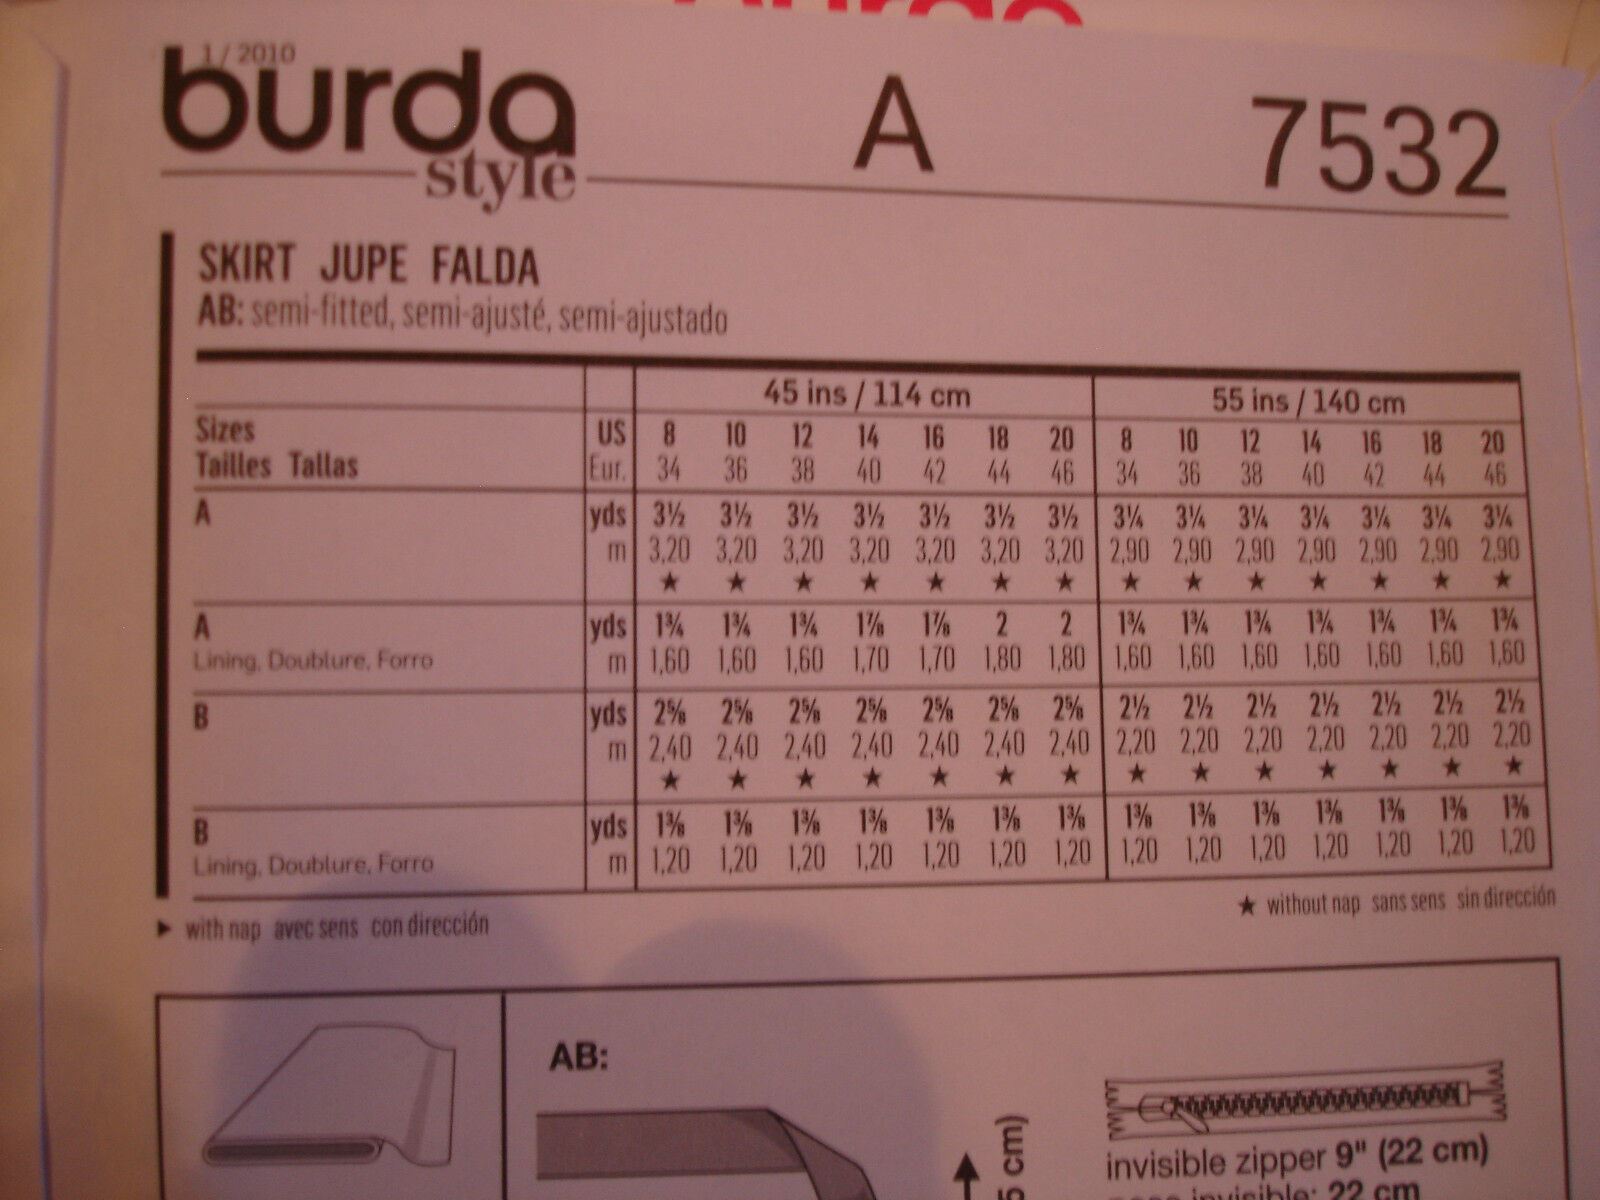 burda
1 / 2010
burda
style
A
7532
SKIRT JUPE FALDA
AB: semi-fitted, semi-ajusté, semi-ajustado
45 ins / 114 cm 55 ins / 140 cm
Sizes US 8 10 12 14 16 18 20 8 10 12 14 16 18 20
Tailles Tallas Eur. 34 36 38 40 42 44 46 34 36 38 40 42 44 46
A yds 3½ 3½ 3½ 3½ 3½ 3½ 3½ 3¼ 3¼ 3¼ 3¼ 3¼ 3¼ 3¼
m 3,20 3,20 3,20 3,20 3,20 3,20 3,20 2,90 2,90 2,90 2,90 2,90 2,90 2,90
★ ★ ★ ★ ★ ★ ★ ★ ★ ★ ★ ★ ★ ★
A yds 1¾ 1¾ 1¾ 1⅞ 1⅞ 2 2 1¾ 1¾ 1¾ 1¾ 1¾ 1¾ 1¾
Lining, Doublure, Forro m 1,60 1,60 1,60 1,70 1,70 1,80 1,80 1,60 1,60 1,60 1,60 1,60 1,60 1,60
B yds 2⅝ 2⅝ 2⅝ 2⅝ 2⅝ 2⅝ 2⅝ 2½ 2½ 2½ 2½ 2½ 2½ 2½
m 2,40 2,40 2,40 2,40 2,40 2,40 2,40 2,20 2,20 2,20 2,20 2,20 2,20 2,20
★ ★ ★ ★ ★ ★ ★ ★ ★ ★ ★ ★ ★ ★
B yds 1⅜ 1⅜ 1⅜ 1⅜ 1⅜ 1⅜ 1⅜ 1⅜ 1⅜ 1⅜ 1⅜ 1⅜ 1⅜ 1⅜
Lining, Doublure, Forro m 1,20 1,20 1,20 1,20 1,20 1,20 1,20 1,20 1,20 1,20 1,20 1,20 1,20 1,20
► with nap avec sens con dirección
★ without nap sans sens sin dirección
AB:
5 cm)
invisible zipper 9" (22 cm)
invisible: 22 cm